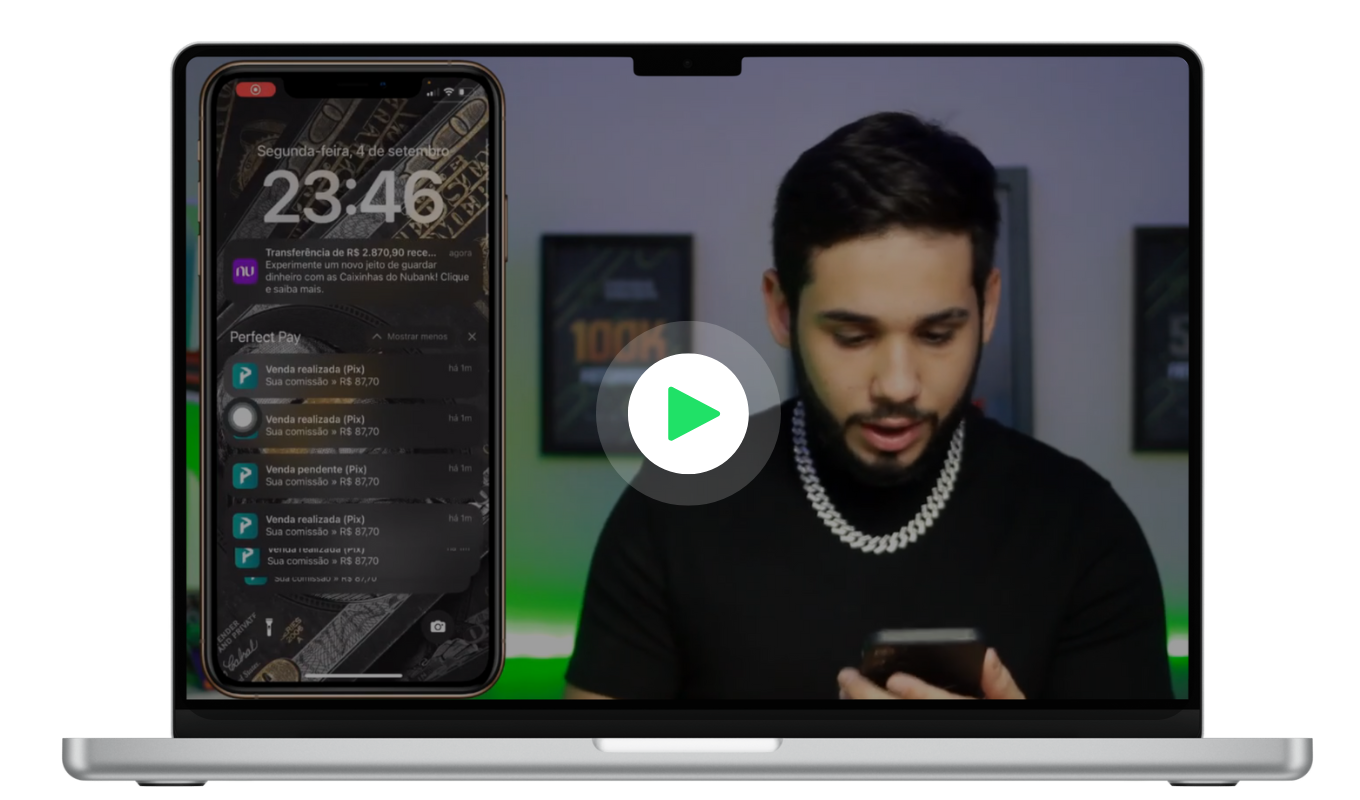 Segunda-feira, 4 de setembro
23:46
Transferência de R$ 2.870,90 rece... agora
nu
Experimente um novo jeito de guardar
dinheiro com as Caixinhas do Nubank! Clique
e saiba mais.
Perfect Pay Mostrar menos
Venda realizada (Pix) há 1m
Sua comissão » R$ 87,70
Venda realizada (Pix) há 1m
Sua comissão » R$ 87,70
Venda pendente (Pix) há 1m
Sua comissão » R$ 87,70
Venda realizada (Pix) há 1m
Sua comissão » R$ 87,70
Venda realizada (Pix)
Sua comissão » R$ 87,70
Sua comissão » R$ 87,70
100K